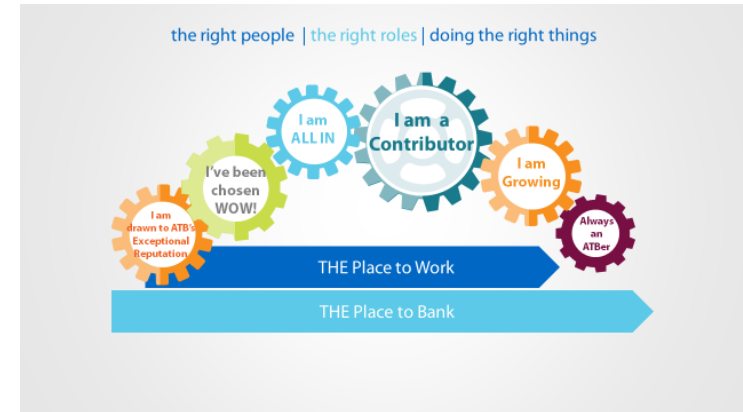 the right people | the right roles | doing the right things
I am
drawn to ATB's
Exceptional
Reputation
I've been
chosen
WOW!
I am
ALL IN
I am a
Contributor
I am
Growing
Always
an
ATBer
THE Place to Work
THE Place to Bank